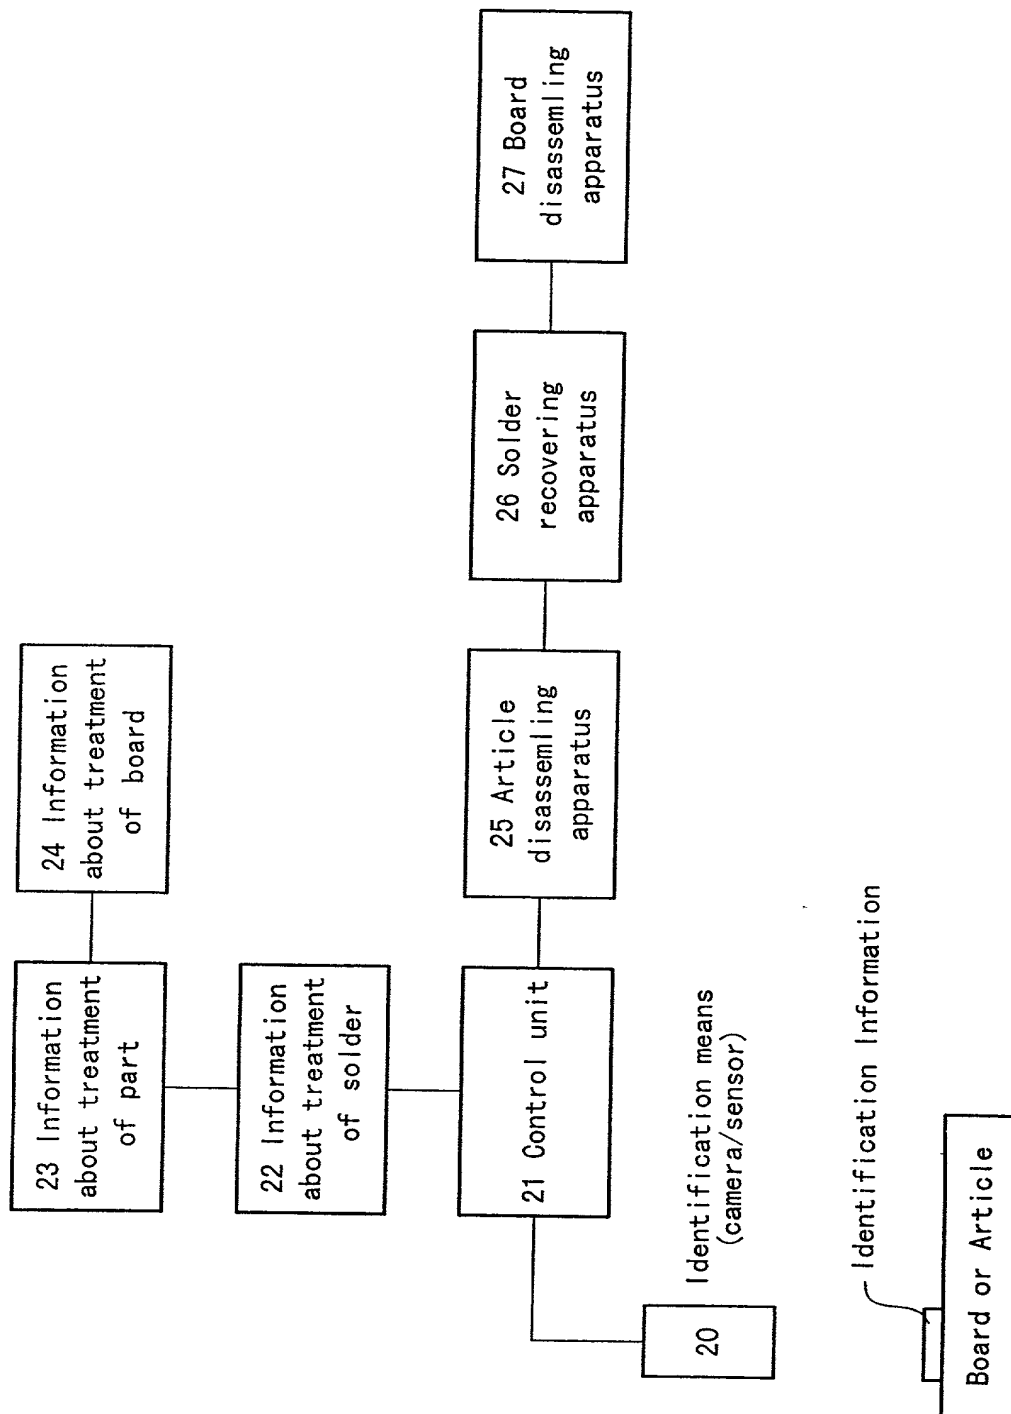 23 Information
about treatment
of part
24 Information
about treatment
of board
22 Information
about treatment
of solder
21 Control unit
25 Article
disassemling
apparatus
26 Solder
recovering
apparatus
27 Board
disassemling
apparatus
20
Identification means
(camera/sensor)
Identification Information
Board or Article